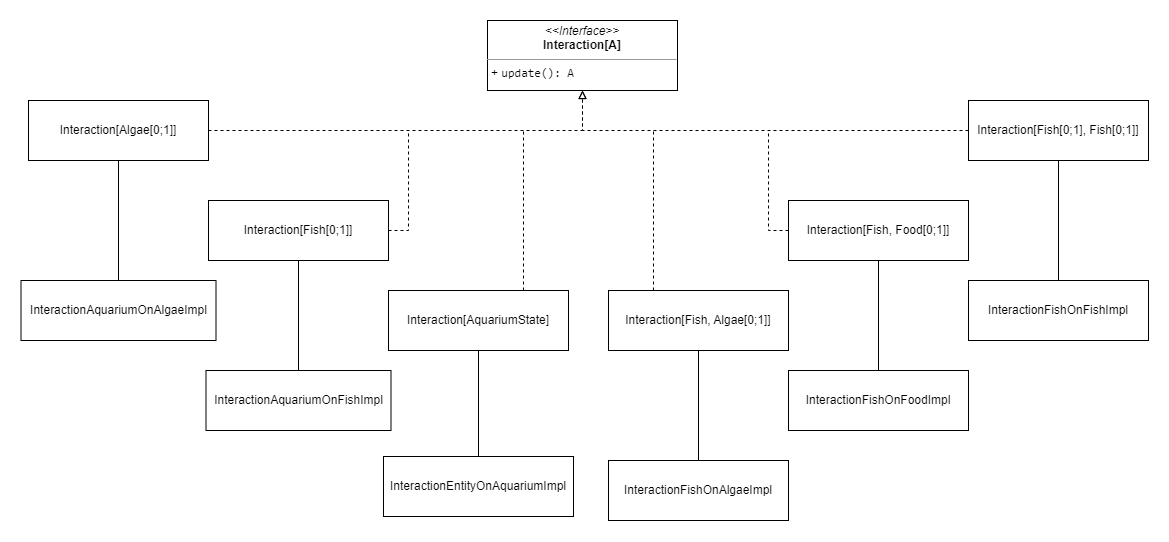 <<Interface>>
Interaction[A]
+ update(): A
Interaction[Algae[0;1]]
Interaction[Fish[0;1], Fish[0;1]]
Interaction[Fish[0;1]]
Interaction[Fish, Food[0;1]]
InteractionAquariumOnAlgaeImpl
InteractionFishOnFishImpl
Interaction[AquariumState]
Interaction[Fish, Algae[0;1]]
InteractionAquariumOnFishImpl
InteractionFishOnFoodImpl
InteractionEntityOnAquariumImpl
InteractionFishOnAlgaeImpl